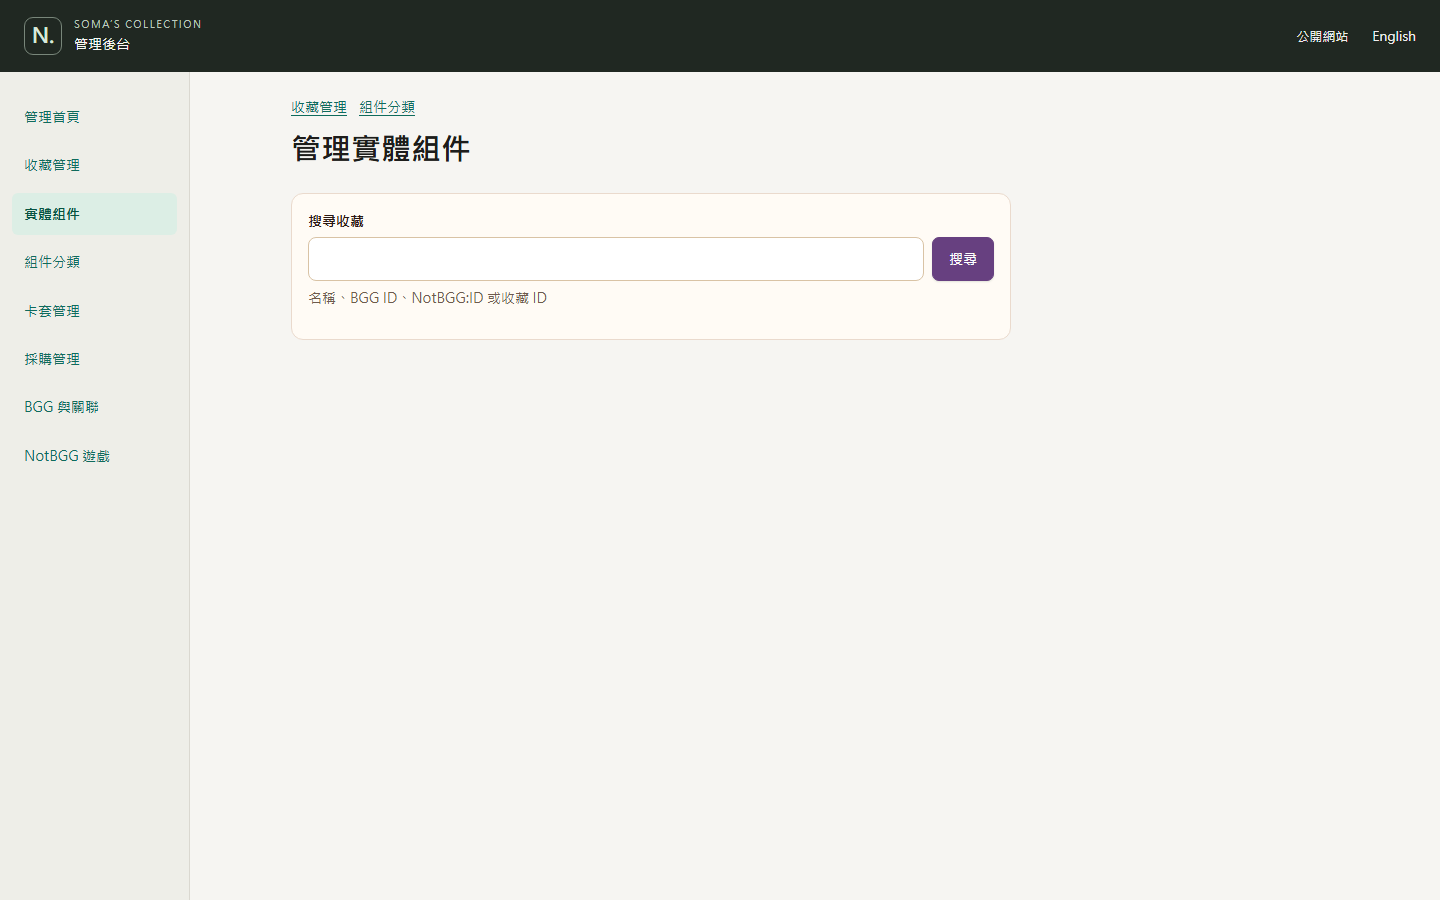 N.
SOMA'S COLLECTION
管理後台
公開網站
English
管理首頁
收藏管理
實體組件
組件分類
卡套管理
採購管理
BGG 與關聯
NotBGG 遊戲
收藏管理 組件分類
管理實體組件
搜尋收藏
搜尋
名稱、BGG ID、NotBGG:ID 或收藏 ID